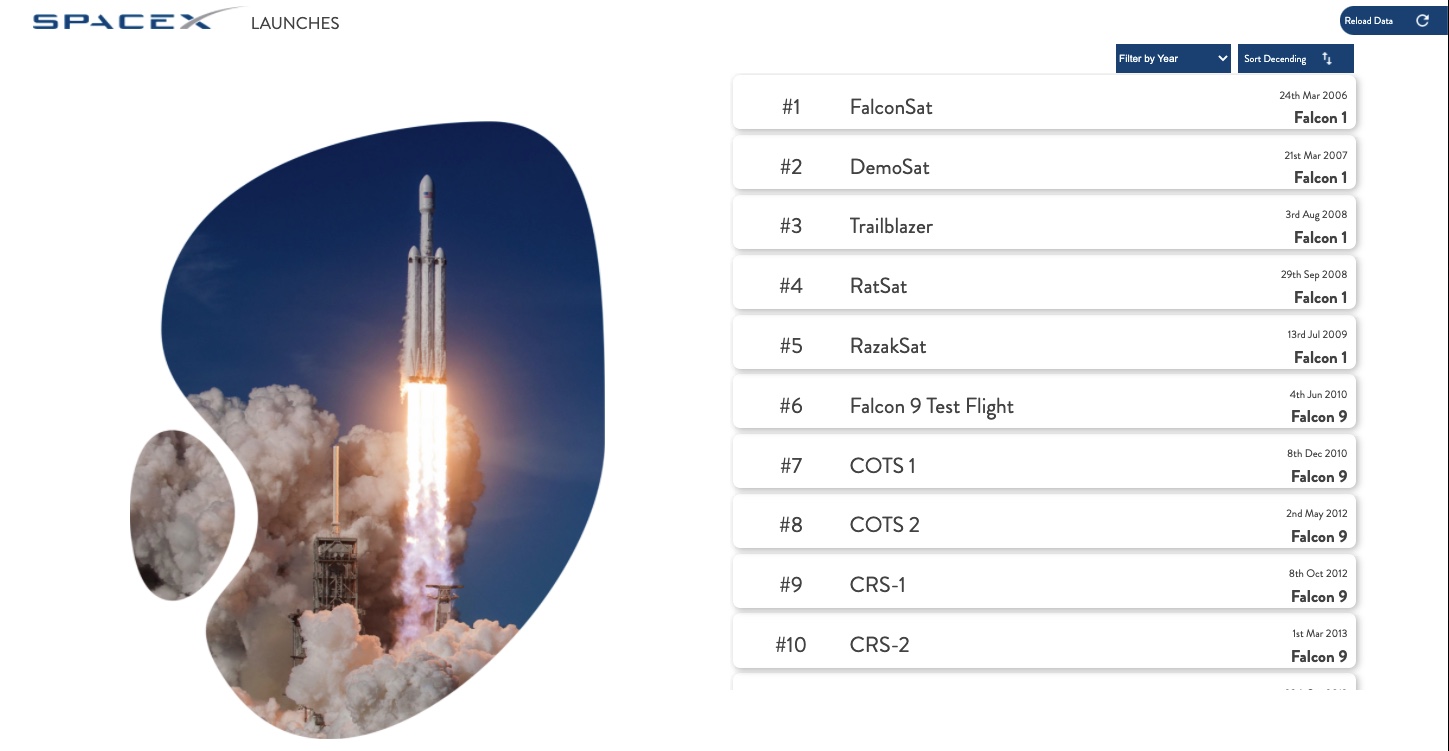 SPACEX LAUNCHES
Reload Data
Filter by Year
Sort Decending
#1 FalconSat 24th Mar 2006
Falcon 1
#2 DemoSat 21st Mar 2007
Falcon 1
#3 Trailblazer 3rd Aug 2008
Falcon 1
#4 RatSat 29th Sep 2008
Falcon 1
#5 RazakSat 13rd Jul 2009
Falcon 1
#6 Falcon 9 Test Flight 4th Jun 2010
Falcon 9
#7 COTS 1 8th Dec 2010
Falcon 9
#8 COTS 2 2nd May 2012
Falcon 9
#9 CRS-1 8th Oct 2012
Falcon 9
#10 CRS-2 1st Mar 2013
Falcon 9